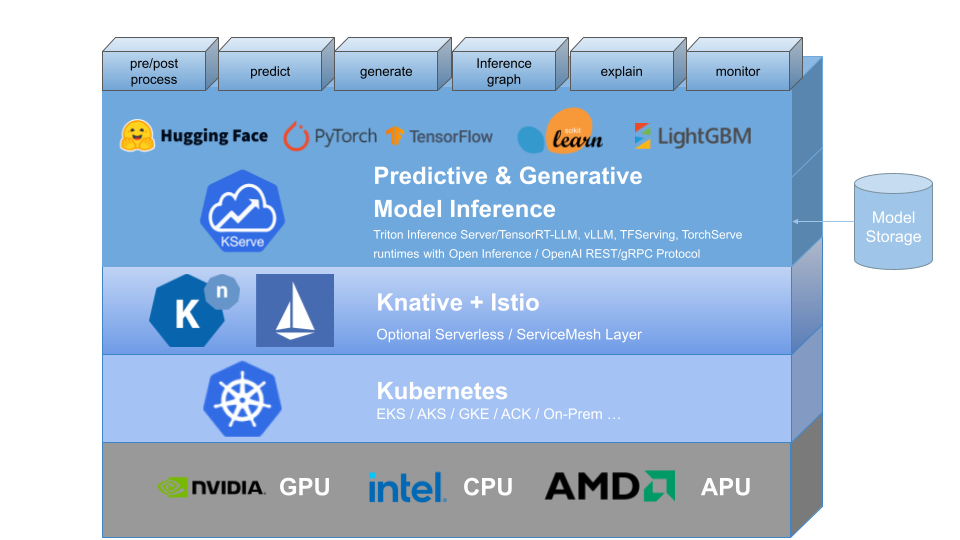 pre/post
process
predict
generate
Inference
graph
explain
monitor
Hugging Face
PyTorch
TensorFlow
scikit
learn
LightGBM
KServe
Predictive & Generative
Model Inference
Triton Inference Server/TensorRT-LLM, vLLM, TFServing, TorchServe
runtimes with Open Inference / OpenAI REST/gRPC Protocol
Model
Storage
K
n
Knative + Istio
Optional Serverless / ServiceMesh Layer
Kubernetes
EKS / AKS / GKE / ACK / On-Prem …
NVIDIA. GPU
intel. CPU
AMD APU